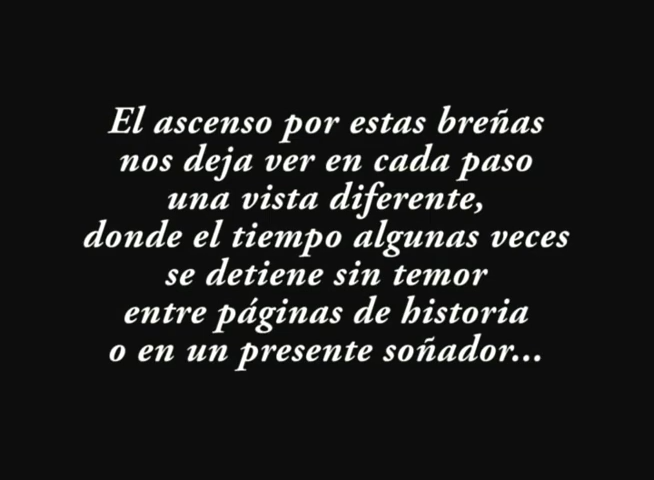 El ascenso por estas breñas
nos deja ver en cada paso
una vista diferente,
donde el tiempo algunas veces
se detiene sin temor
entre páginas de historia
o en un presente soñador...